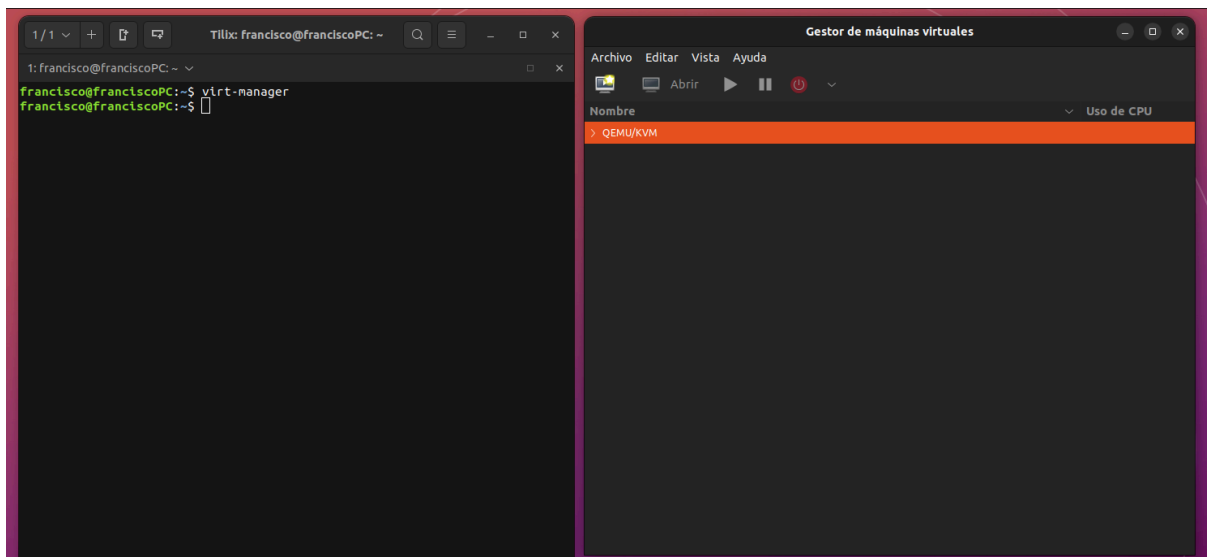 1/1
Tilix: francisco@franciscoPC: ~
1: francisco@franciscoPC: ~
francisco@franciscoPC:~$ virt-manager
francisco@franciscoPC:~$
Gestor de máquinas virtuales
Archivo Editar Vista Ayuda
Abrir
Nombre Uso de CPU
QEMU/KVM